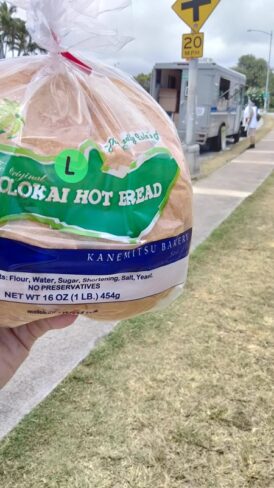 20
M.P.H.
Original
L
OLOKAI HOT BREAD
KANEMITSU BAKERY
ts: Flour, Water, Sugar, Shortening, Salt, Yeast.
NO PRESERVATIVES
NET WT 16 OZ (1 LB.) 454g